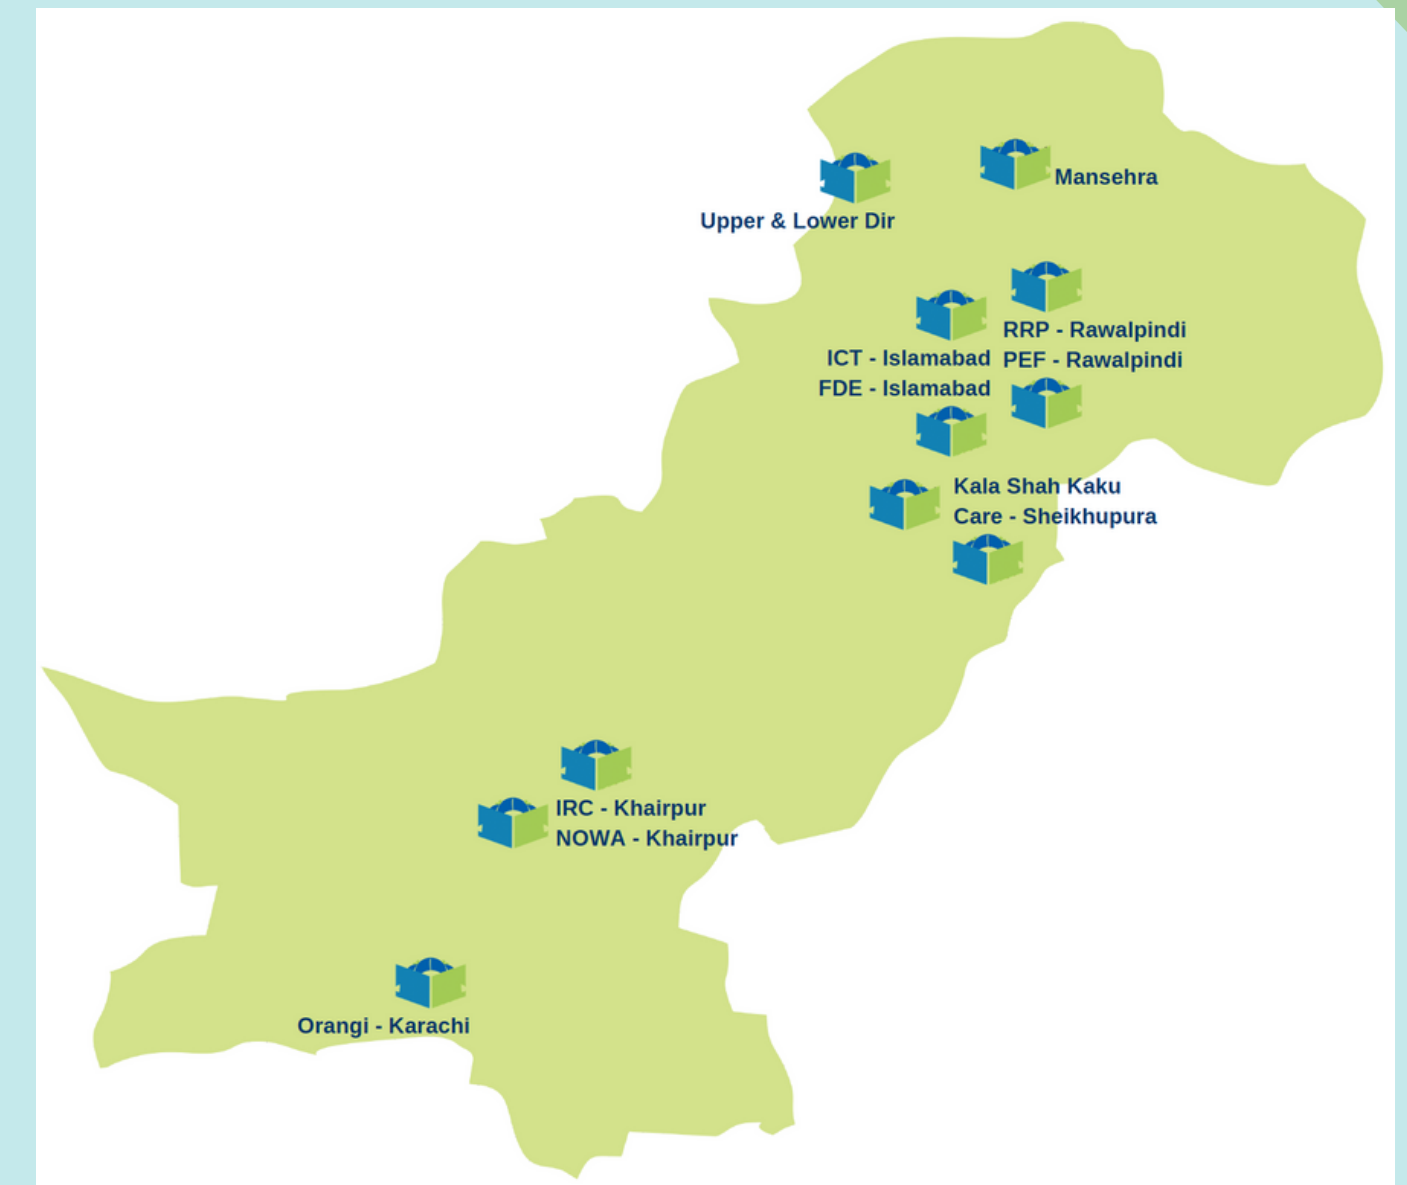 Mansehra
Upper & Lower Dir
RRP - Rawalpindi
PEF - Rawalpindi
ICT - Islamabad
FDE - Islamabad
Kala Shah Kaku
Care - Sheikhupura
IRC - Khairpur
NOWA - Khairpur
Orangi - Karachi